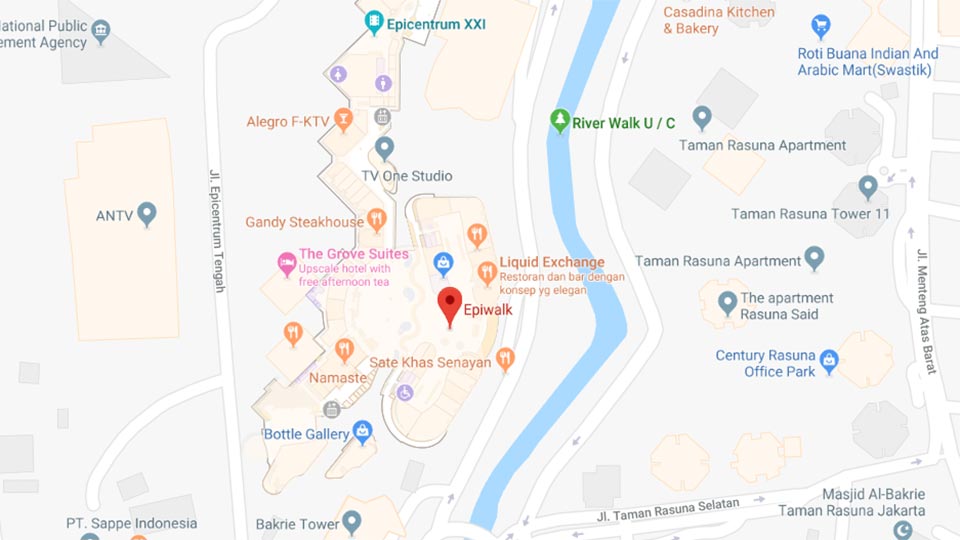 National Public
ement Agency
Epicentrum XXI
Casadina Kitchen
& Bakery
Roti Buana Indian And
Arabic Mart(Swastik)
Alegro F-KTV
River Walk U / C
Taman Rasuna Apartment
TV One Studio
ANTV
Jl. Epicentrum Tengah
Gandy Steakhouse
Taman Rasuna Tower 11
The Grove Suites
Upscale hotel with
free afternoon tea
Liquid Exchange
Restoran dan bar dengan
konsep yg elegan
Taman Rasuna Apartment
Jl. Menteng Atas Barat
Epiwalk
The apartment
Rasuna Said
Sate Khas Senayan
Namaste
Century Rasuna
Office Park
Bottle Gallery
PT. Sappe Indonesia
Bakrie Tower
Jl. Taman Rasuna Selatan
Masjid Al-Bakrie
Taman Rasuna Jakarta